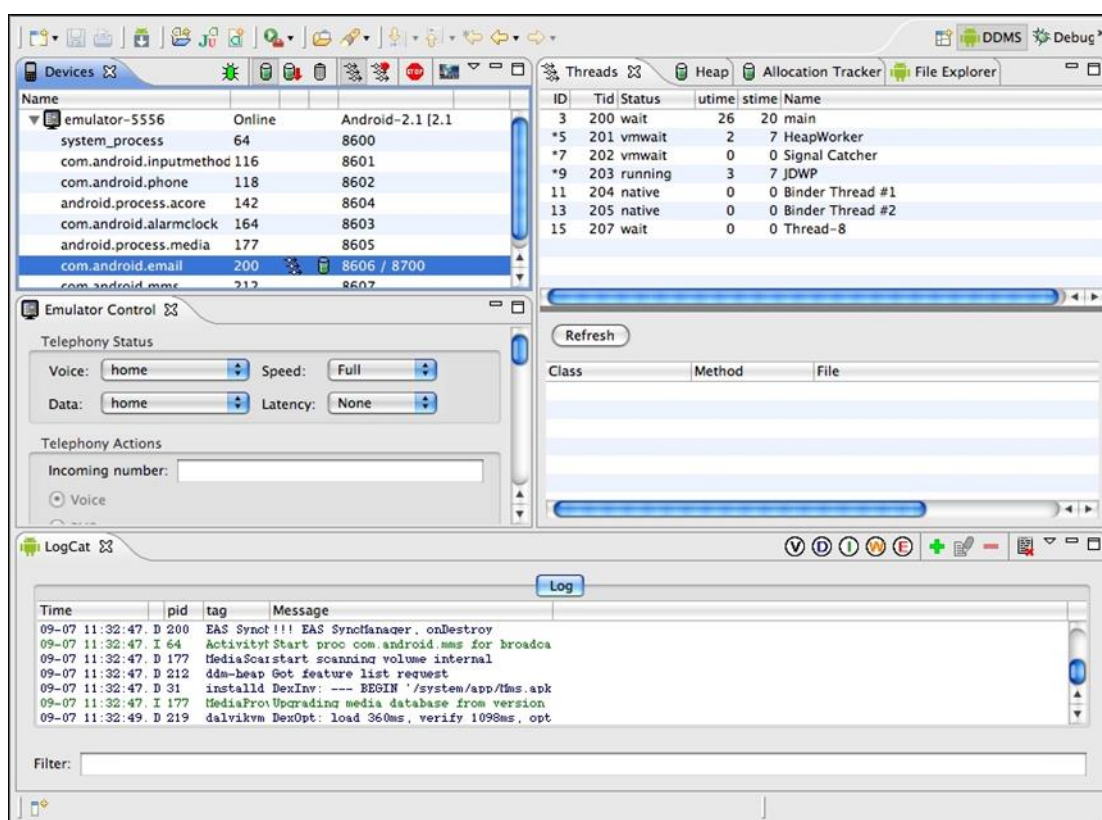 DDMS Debug
Devices
Name
emulator-5556 Online Android-2.1 [2.1
system_process 64 8600
com.android.inputmethod 116 8601
com.android.phone 118 8602
android.process.acore 142 8604
com.android.alarmclock 164 8603
android.process.media 177 8605
com.android.email 200 8606 / 8700
com.android.mms 212 8607
Threads Heap Allocation Tracker File Explorer
ID Tid Status utime stime Name
3 200 wait 26 20 main
*5 201 vmwait 2 7 HeapWorker
*7 202 vmwait 0 0 Signal Catcher
*9 203 running 3 7 JDWP
11 204 native 0 0 Binder Thread #1
13 205 native 0 0 Binder Thread #2
15 207 wait 0 0 Thread-8
Refresh
Class Method File
Emulator Control
Telephony Status
Voice: home Speed: Full
Data: home Latency: None
Telephony Actions
Incoming number:
Voice
LogCat
V D I W E
Log
Time pid tag Message
09-07 11:32:47. D 200 EAS Sync !!! EAS SyncManager, onDestroy
09-07 11:32:47. I 64 Activity Start proc com.android.mms for broadca
09-07 11:32:47. D 177 MediaScar start scanning volume internal
09-07 11:32:47. D 212 ddm-heap Got feature list request
09-07 11:32:47. D 31 installd DexInv: --- BEGIN '/system/app/Mms.apk
09-07 11:32:47. I 177 MediaProv Upgrading media database from version
09-07 11:32:49. D 219 dalvikvm DexOpt: load 360ms, verify 1098ms, opt
Filter: